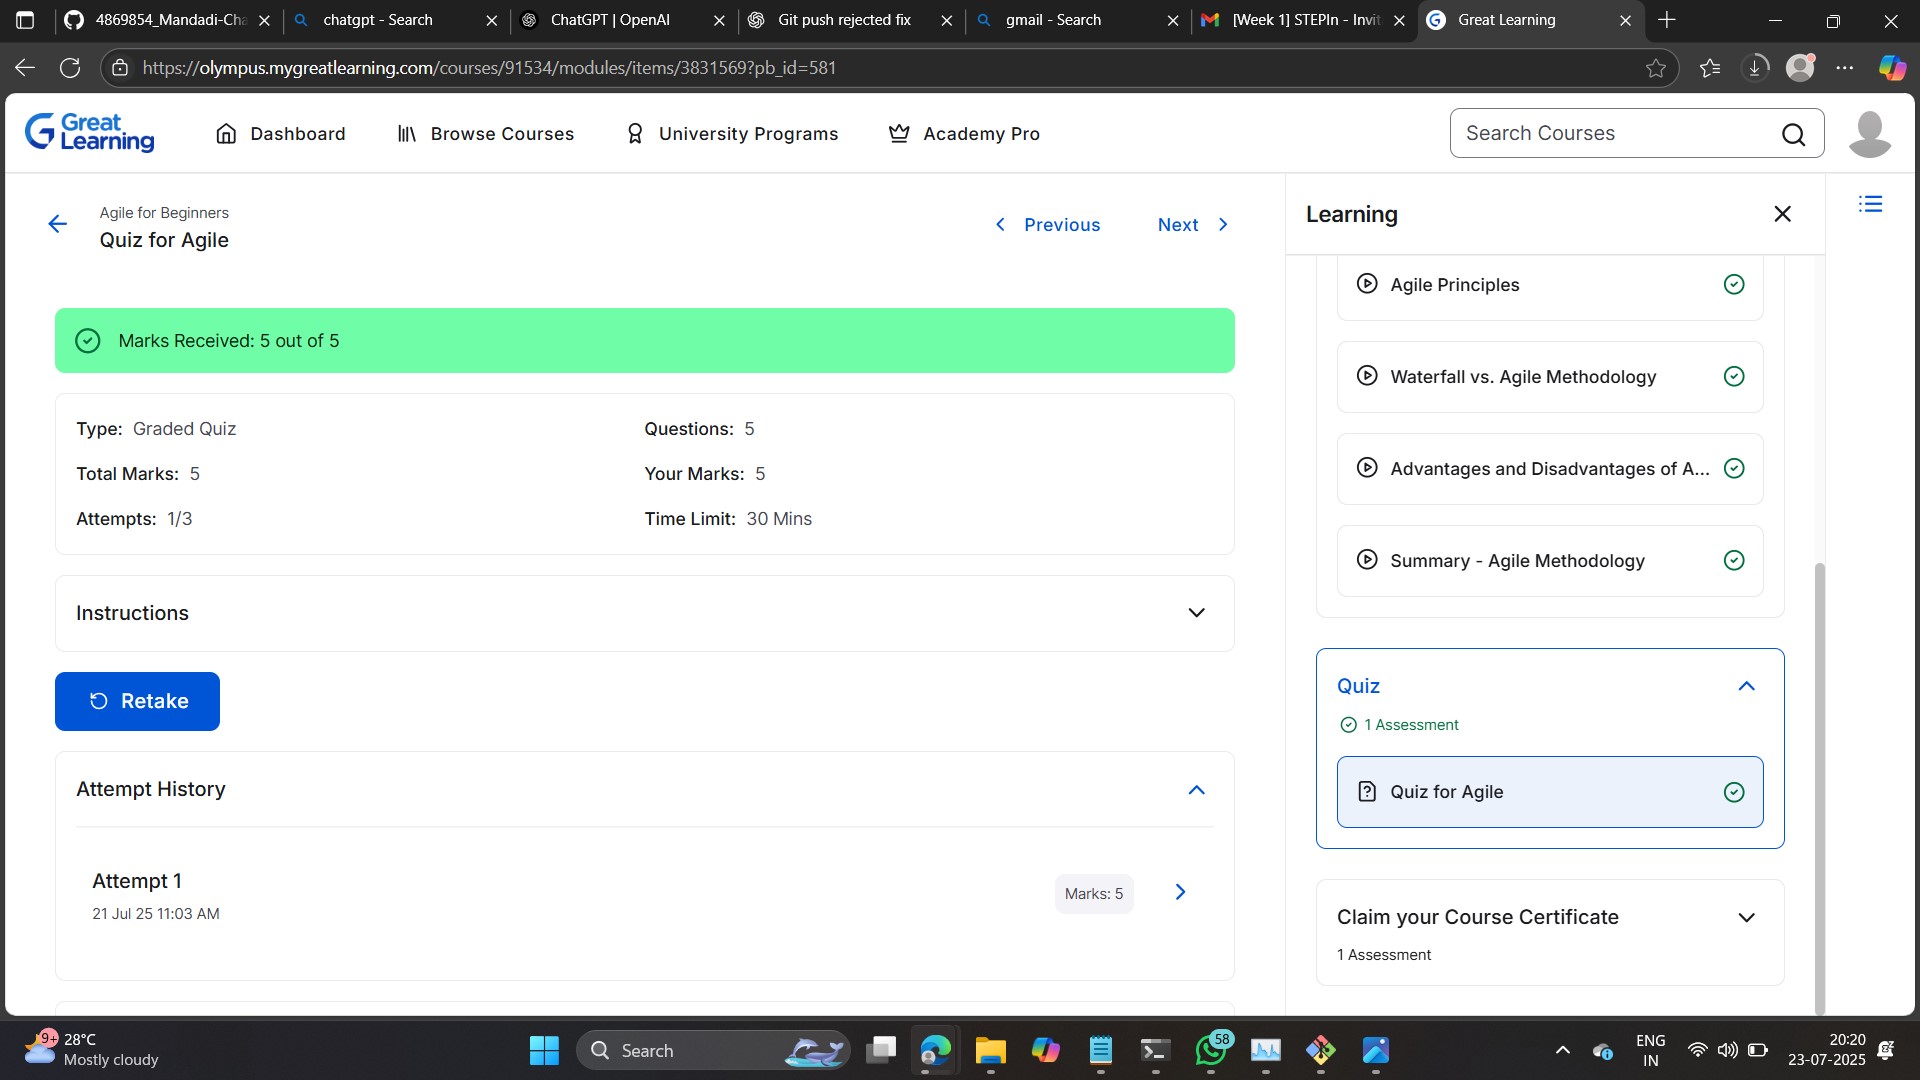 4869854_Mandadi-Cha
chatgpt - Search
ChatGPT | OpenAI
Git push rejected fix
gmail - Search
[Week 1] STEPIn - Invit
Great Learning
https://olympus.mygreatlearning.com/courses/91534/modules/items/3831569?pb_id=581
Great Learning
Dashboard
Browse Courses
University Programs
Academy Pro
Search Courses
Agile for Beginners
Quiz for Agile
Previous
Next
Marks Received: 5 out of 5
Type: Graded Quiz
Questions: 5
Total Marks: 5
Your Marks: 5
Attempts: 1/3
Time Limit: 30 Mins
Instructions
Retake
Attempt History
Attempt 1
21 Jul 25 11:03 AM
Marks: 5
Learning
Agile Principles
Waterfall vs. Agile Methodology
Advantages and Disadvantages of A...
Summary - Agile Methodology
Quiz
1 Assessment
Quiz for Agile
Claim your Course Certificate
1 Assessment
9+
28°C
Mostly cloudy
Search
58
ENG
IN
20:20
23-07-2025